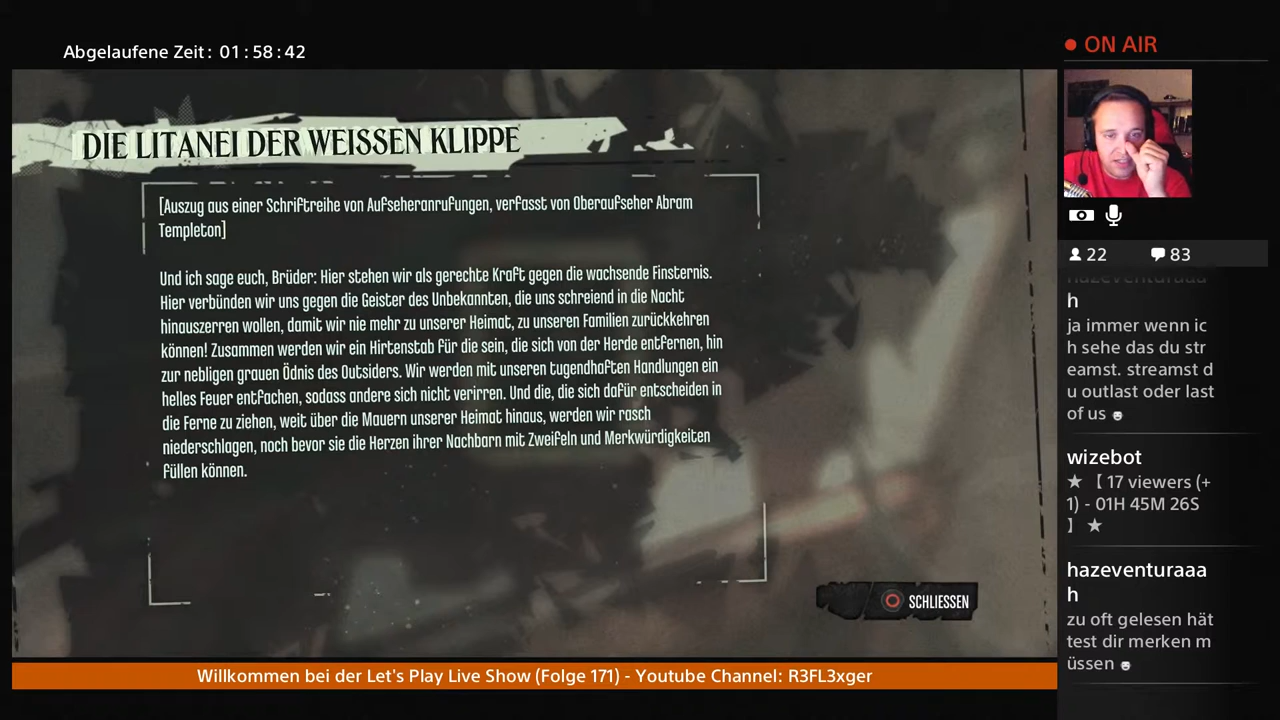 Abgelaufene Zeit: 01:58:42
ON AIR
DIE LITANEI DER WEISSEN KLIPPE
[Auszug aus einer Schriftreihe von Aufseheranrufungen, verfasst von Oberaufseher Abram
Templeton]
Und ich sage euch, Brüder: Hier stehen wir als gerechte Kraft gegen die wachsende Finsternis.
Hier verbünden wir uns gegen die Geister des Unbekannten, die uns schreiend in die Nacht
hinauszerren wollen, damit wir nie mehr zu unserer Heimat, zu unseren Familien zurückkehren
können! Zusammen werden wir ein Hirtenstab für die sein, die sich von der Herde entfernen, hin
zur nebligen grauen Ödnis des Outsiders. Wir werden mit unseren tugendhaften Handlungen ein
helles Feuer entfachen, sodass andere sich nicht verirren. Und die, die sich dafür entscheiden in
die Ferne zu ziehen, weit über die Mauern unserer Heimat hinaus, werden wir rasch
niederschlagen, noch bevor sie die Herzen ihrer Nachbarn mit Zweifeln und Merkwürdigkeiten
füllen können.
SCHLIESSEN
Willkommen bei der Let's Play Live Show (Folge 171) - Youtube Channel: R3FL3xger
22 83
hazeventuraaa
h
ja immer wenn ic
h sehe das du str
eamst. streamst d
u outlast oder last
of us
wizebot
★ 【 17 viewers (+
1) - 01H 45M 26S
】 ★
hazeventuraaa
h
zu oft gelesen hät
test dir merken m
üssen